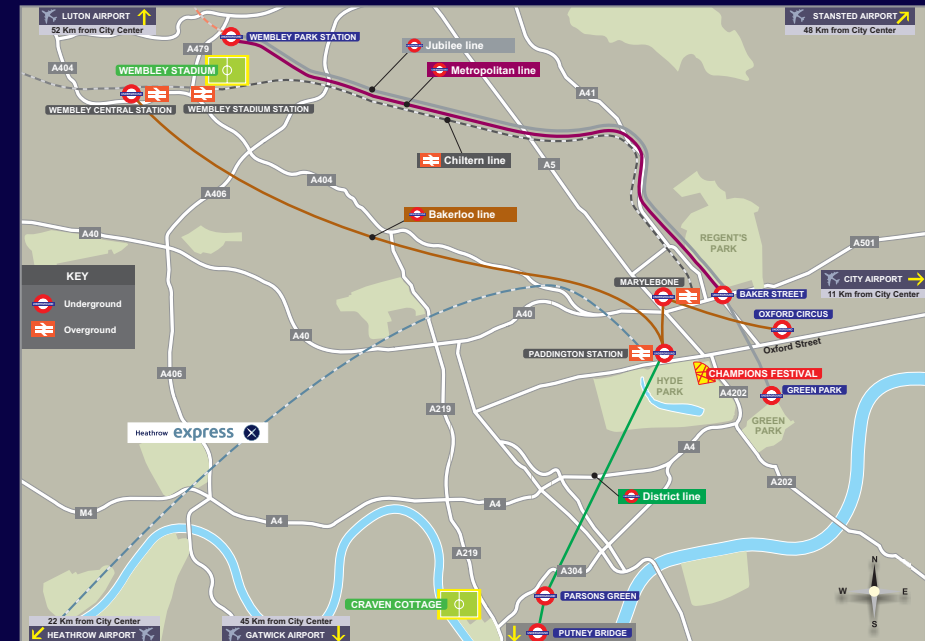 LUTON AIRPORT
52 Km from City Center
STANSTED AIRPORT
48 Km from City Center
WEMBLEY PARK STATION
A479
Jubilee line
A404
WEMBLEY STADIUM
Metropolitan line
A41
WEMBLEY CENTRAL STATION
WEMBLEY STADIUM STATION
Chiltern line
A5
A404
A406
Bakerloo line
A40
REGENT'S
PARK
A501
KEY
Underground
Overground
MARYLEBONE
CITY AIRPORT
11 Km from City Center
BAKER STREET
OXFORD CIRCUS
A40
A40
Oxford Street
PADDINGTON STATION
A406
CHAMPIONS FESTIVAL
HYDE
PARK
A4202
GREEN PARK
A219
GREEN
PARK
Heathrow express
A4
A202
District line
M4
A4
A4
A219
A304
N
W
E
S
CRAVEN COTTAGE
PARSONS GREEN
PUTNEY BRIDGE
22 Km from City Center
HEATHROW AIRPORT
45 Km from City Center
GATWICK AIRPORT